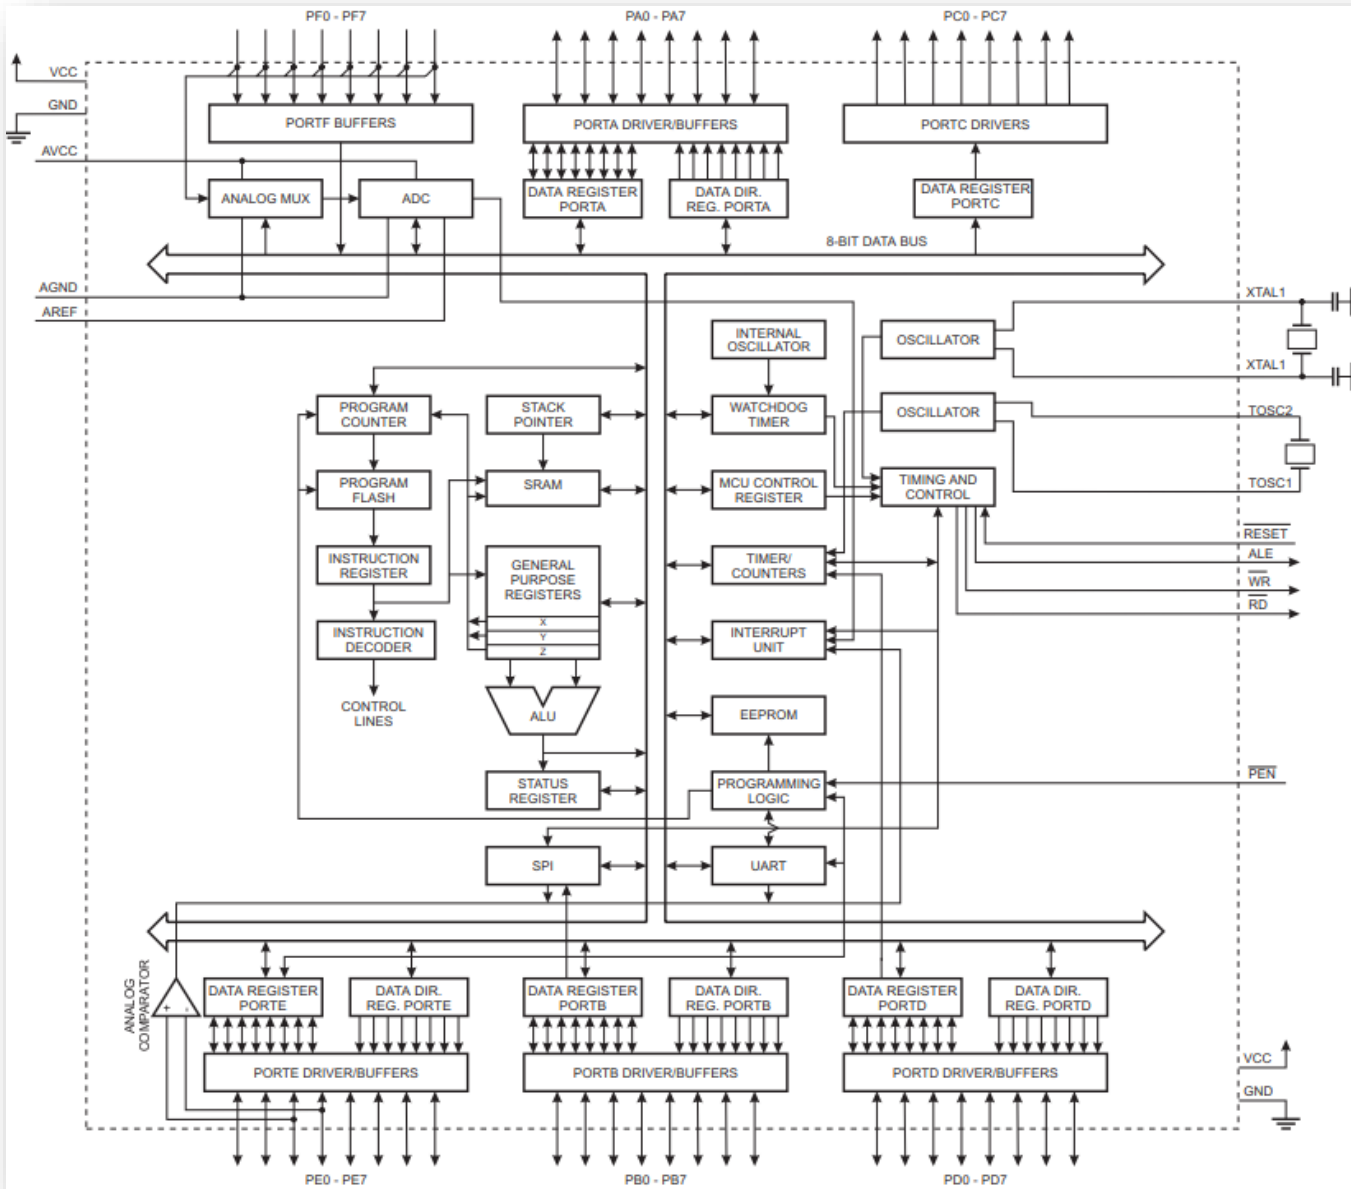 PF0 - PF7
PA0 - PA7
PC0 - PC7
VCC
GND
PORTF BUFFERS
PORTA DRIVER/BUFFERS
PORTC DRIVERS
AVCC
ANALOG MUX
ADC
DATA REGISTER
PORTA
DATA DIR.
REG. PORTA
DATA REGISTER
PORTC
8-BIT DATA BUS
AGND
AREF
XTAL1
INTERNAL
OSCILLATOR
OSCILLATOR
XTAL1
PROGRAM
COUNTER
STACK
POINTER
WATCHDOG
TIMER
OSCILLATOR
TOSC2
PROGRAM
FLASH
SRAM
MCU CONTROL
REGISTER
TIMING AND
CONTROL
TOSC1
RESET
ALE
WR
RD
INSTRUCTION
REGISTER
GENERAL
PURPOSE
REGISTERS
X
Y
Z
TIMER/
COUNTERS
INSTRUCTION
DECODER
INTERRUPT
UNIT
CONTROL
LINES
ALU
EEPROM
STATUS
REGISTER
PROGRAMMING
LOGIC
PEN
SPI
UART
ANALOG
COMPARATOR
+
-
DATA REGISTER
PORTE
DATA DIR.
REG. PORTE
DATA REGISTER
PORTB
DATA DIR.
REG. PORTB
DATA REGISTER
PORTD
DATA DIR.
REG. PORTD
PORTE DRIVER/BUFFERS
PORTB DRIVER/BUFFERS
PORTD DRIVER/BUFFERS
VCC
GND
PE0 - PE7
PB0 - PB7
PD0 - PD7